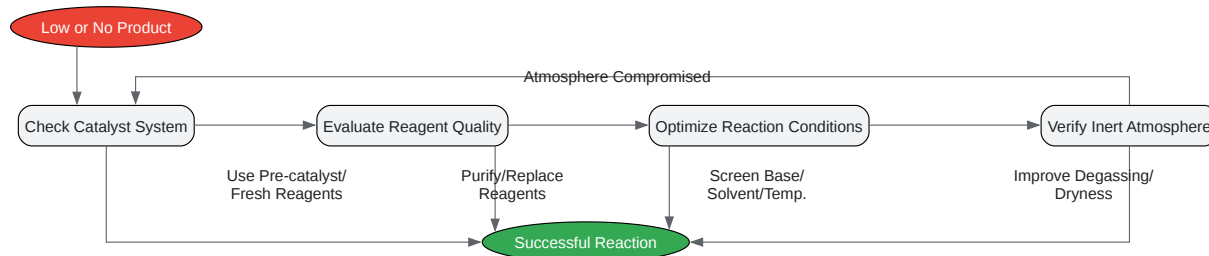 Low or No Product
Atmosphere Compromised
Check Catalyst System
Evaluate Reagent Quality
Optimize Reaction Conditions
Verify Inert Atmosphere
Use Pre-catalyst/
Fresh Reagents
Purify/Replace
Reagents
Screen Base/
Solvent/Temp.
Improve Degassing/
Dryness
Successful Reaction